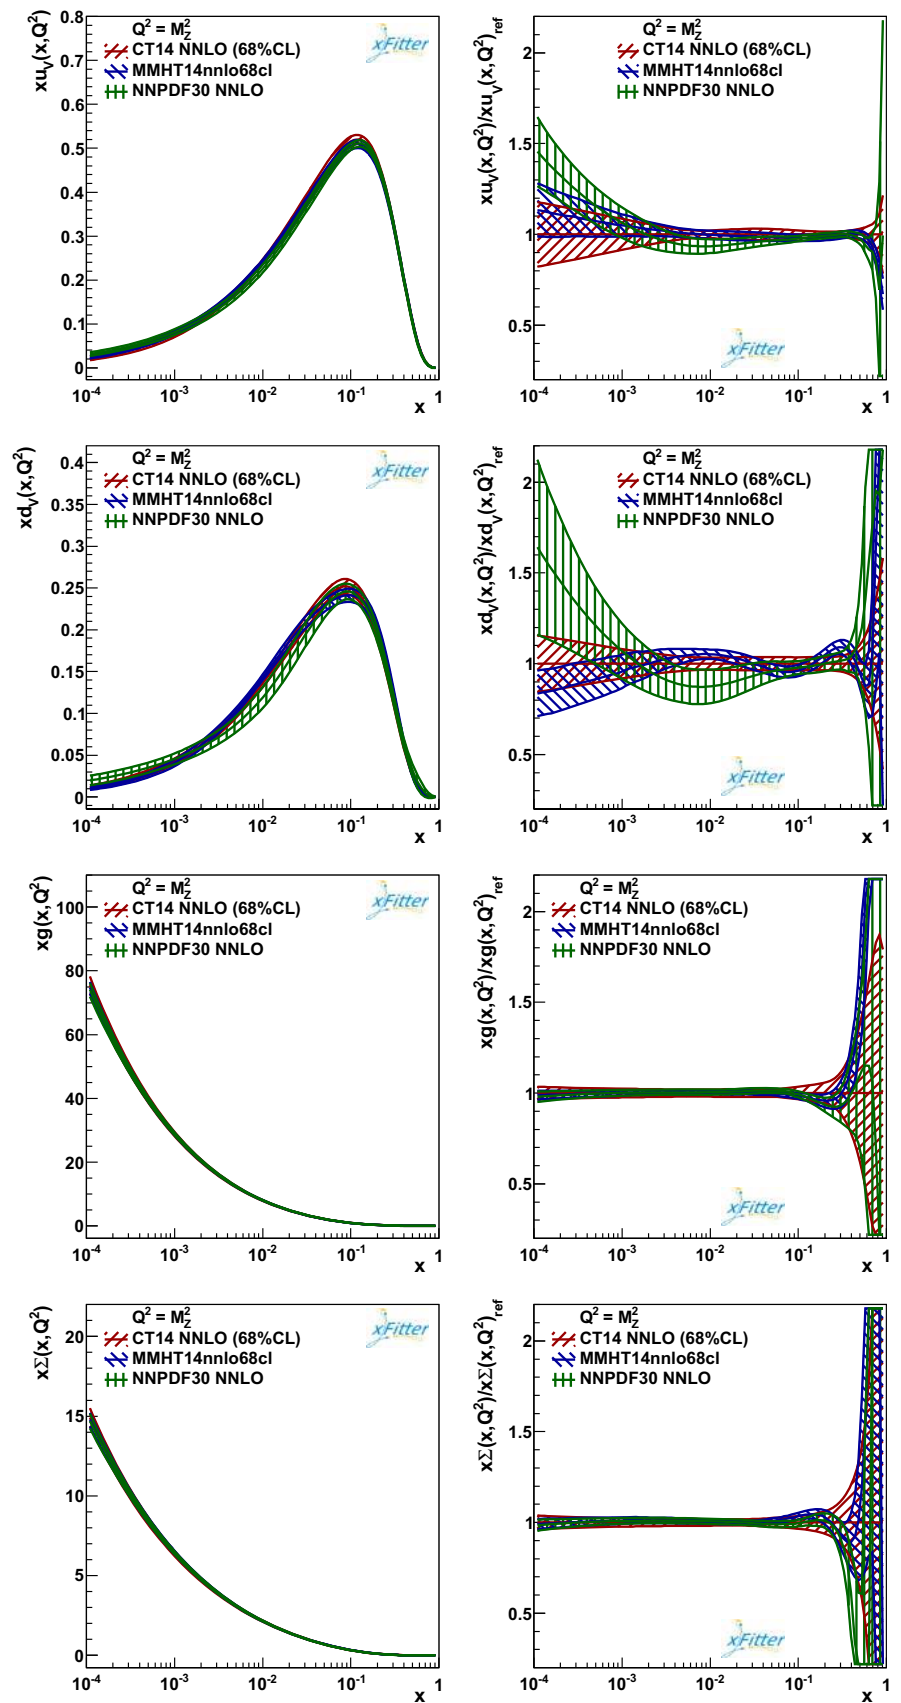 xu_V(x,Q²)
Q² = M_Z²
CT14 NNLO (68%CL)
MMHT14nnlo68cl
NNPDF30 NNLO
xFitter
0.8
0.7
0.6
0.5
0.4
0.3
0.2
0.1
0
10⁻⁴ 10⁻³ 10⁻² 10⁻¹ 1
x
xu_V(x,Q²)/xu_V(x,Q²)_ref
Q² = M_Z²
CT14 NNLO (68%CL)
MMHT14nnlo68cl
NNPDF30 NNLO
xFitter
2
1.5
1
0.5
10⁻⁴ 10⁻³ 10⁻² 10⁻¹ 1
x
xd_V(x,Q²)
Q² = M_Z²
CT14 NNLO (68%CL)
MMHT14nnlo68cl
NNPDF30 NNLO
xFitter
0.4
0.35
0.3
0.25
0.2
0.15
0.1
0.05
0
10⁻⁴ 10⁻³ 10⁻² 10⁻¹ 1
x
xd_V(x,Q²)/xd_V(x,Q²)_ref
Q² = M_Z²
CT14 NNLO (68%CL)
MMHT14nnlo68cl
NNPDF30 NNLO
xFitter
2
1.5
1
0.5
10⁻⁴ 10⁻³ 10⁻² 10⁻¹ 1
x
xg(x,Q²)
Q² = M_Z²
CT14 NNLO (68%CL)
MMHT14nnlo68cl
NNPDF30 NNLO
xFitter
100
80
60
40
20
0
10⁻⁴ 10⁻³ 10⁻² 10⁻¹ 1
x
xg(x,Q²)/xg(x,Q²)_ref
Q² = M_Z²
CT14 NNLO (68%CL)
MMHT14nnlo68cl
NNPDF30 NNLO
xFitter
2
1.5
1
0.5
10⁻⁴ 10⁻³ 10⁻² 10⁻¹ 1
x
xΣ(x,Q²)
Q² = M_Z²
CT14 NNLO (68%CL)
MMHT14nnlo68cl
NNPDF30 NNLO
xFitter
20
15
10
5
0
10⁻⁴ 10⁻³ 10⁻² 10⁻¹ 1
x
xΣ(x,Q²)/xΣ(x,Q²)_ref
Q² = M_Z²
CT14 NNLO (68%CL)
MMHT14nnlo68cl
NNPDF30 NNLO
xFitter
2
1.5
1
0.5
10⁻⁴ 10⁻³ 10⁻² 10⁻¹ 1
x